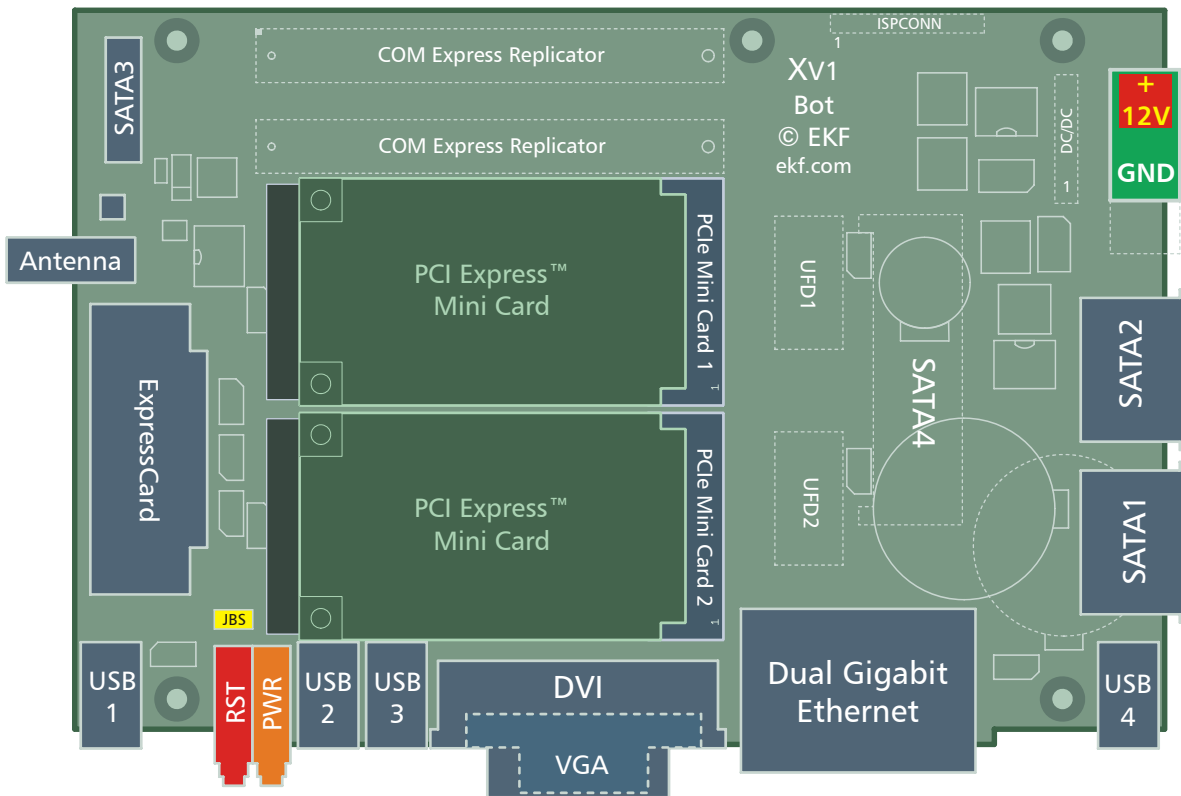 ISPCONN
1
SATA3
COM Express Replicator
XV1
Bot
© EKF
ekf.com
COM Express Replicator
DC/DC
1
+
12V
GND
Antenna
PCI Express™
Mini Card
PCIe Mini Card 1
1
UFD1
SATA4
SATA2
ExpressCard
PCI Express™
Mini Card
PCIe Mini Card 2
1
UFD2
SATA1
JBS
USB
1
RST
PWR
USB
2
USB
3
DVI
VGA
Dual Gigabit
Ethernet
USB
4